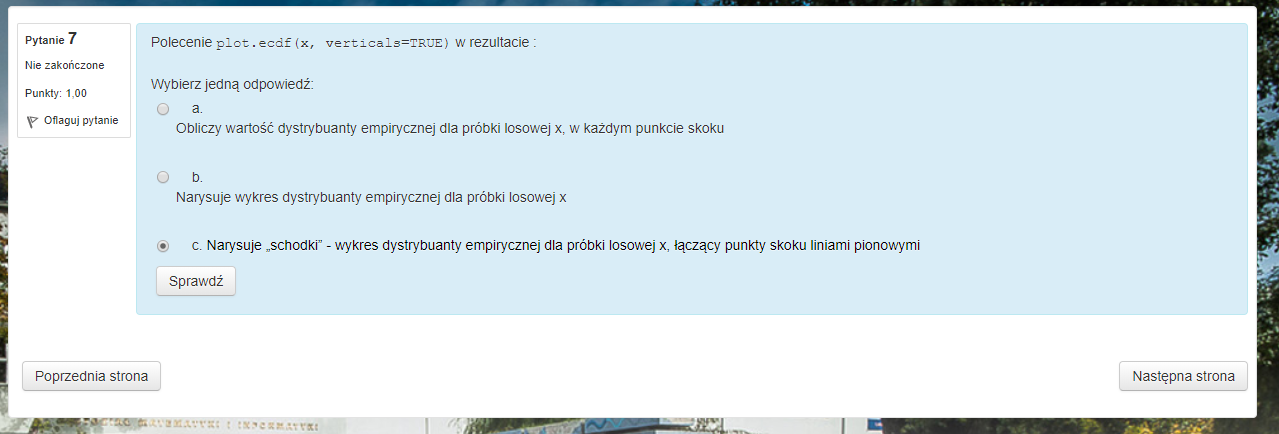 Pytanie 7
Nie zakończone
Punkty: 1,00
Oflaguj pytanie
Polecenie plot.ecdf(x, verticals=TRUE) w rezultacie :
Wybierz jedną odpowiedź:
a.
Obliczy wartość dystrybuanty empirycznej dla próbki losowej x, w każdym punkcie skoku
b.
Narysuje wykres dystrybuanty empirycznej dla próbki losowej x
c. Narysuje „schodki” - wykres dystrybuanty empirycznej dla próbki losowej x, łączący punkty skoku liniami pionowymi
Sprawdź
Poprzednia strona
Następna strona
MATEMATYKI I INFORMATYKI